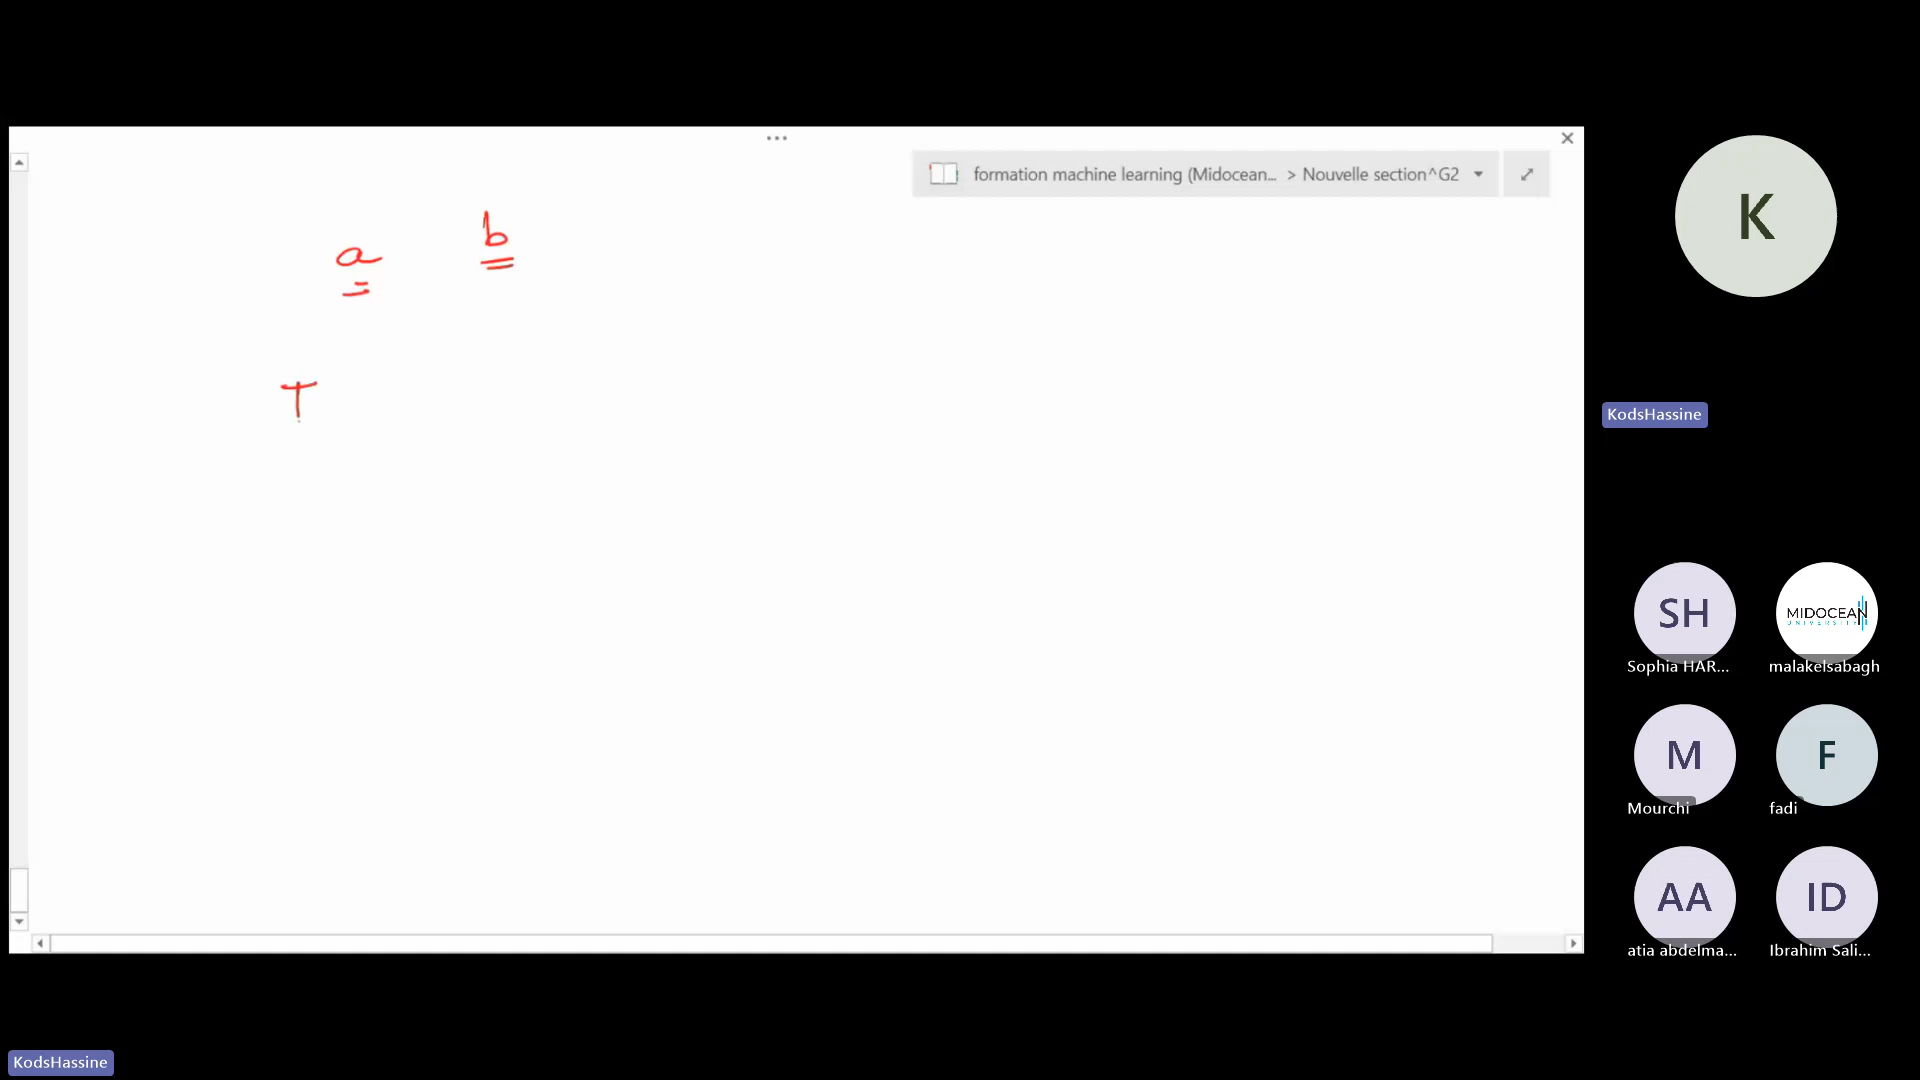 formation machine learning (Midocean... > Nouvelle section^G2
a b
T
K
KodsHassine
SH
MIDOCEAN
UNIVERSITY
Sophia HAR... malakelsabagh
M F
Mourchi fadi
AA ID
atia abdelma... Ibrahim Sali...
KodsHassine